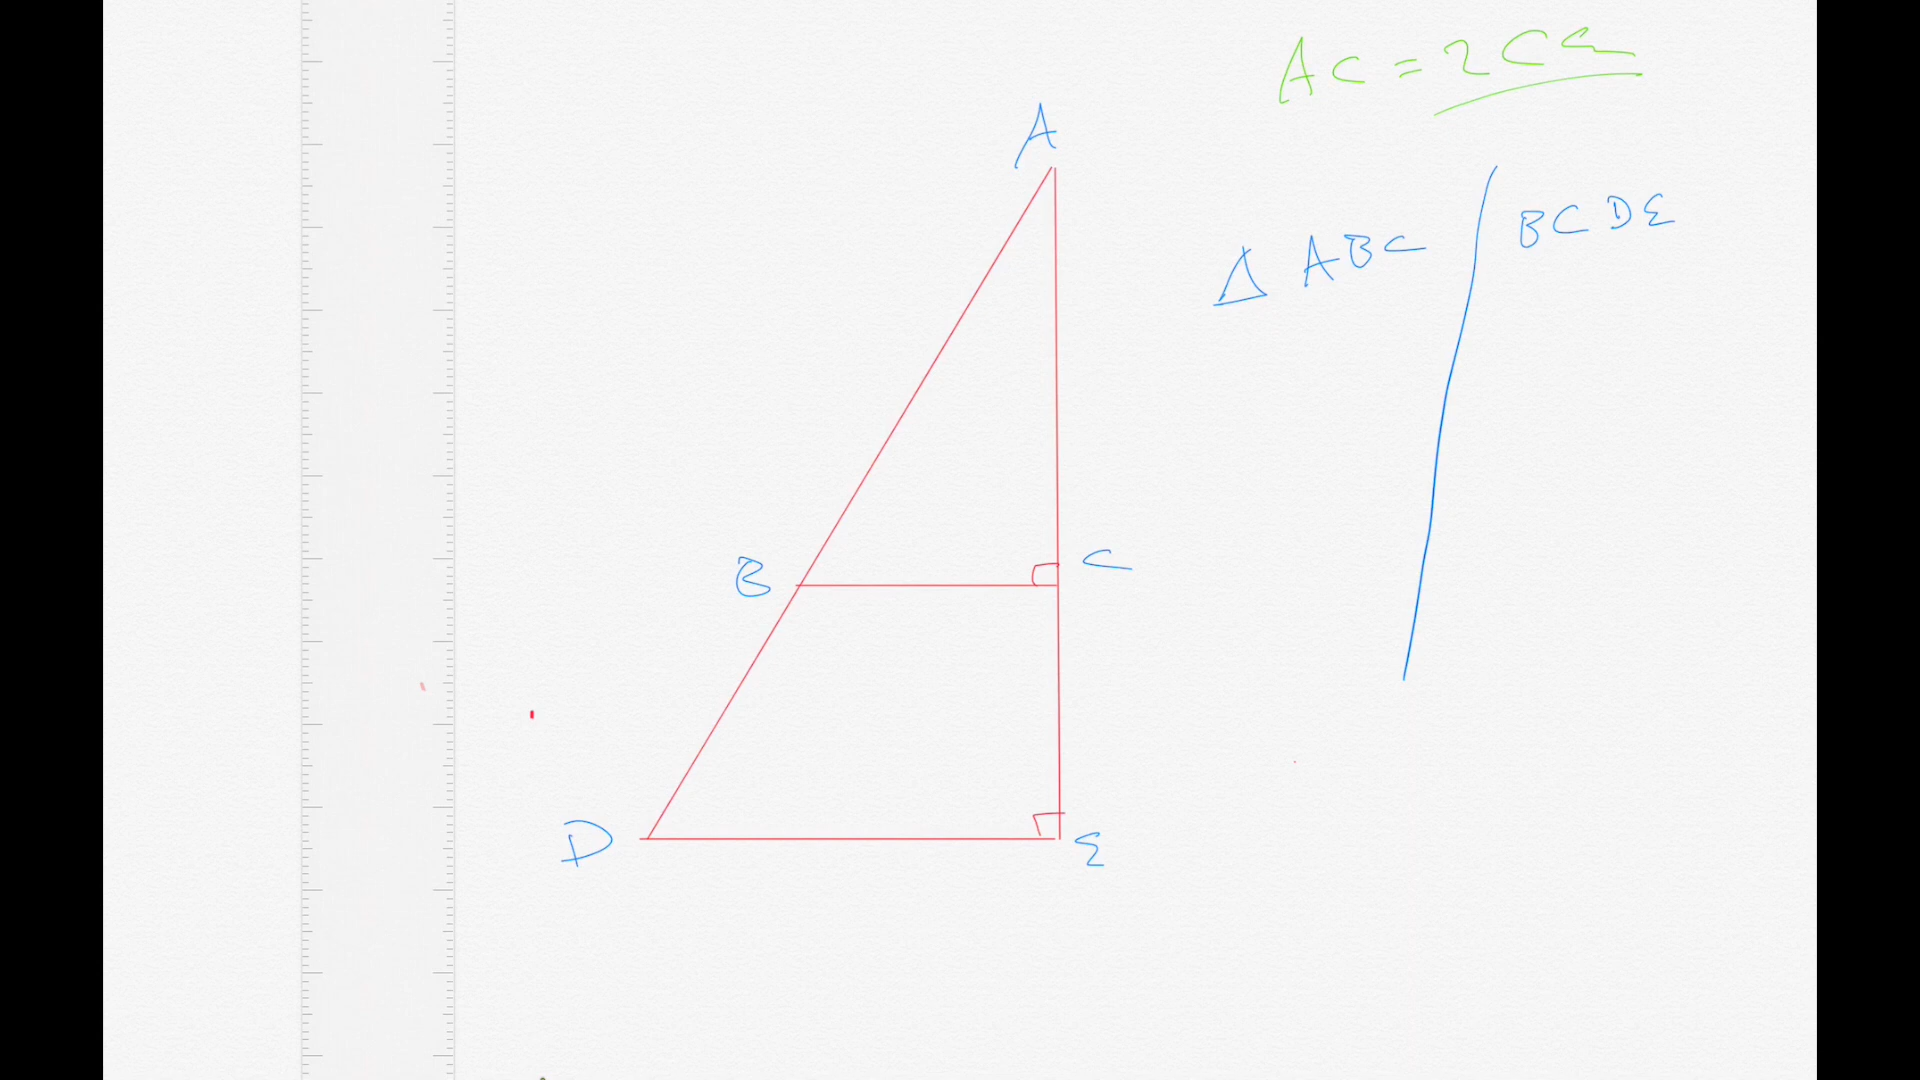 AC = 2CE
A
Δ ABC / BCDE
B
C
D
E